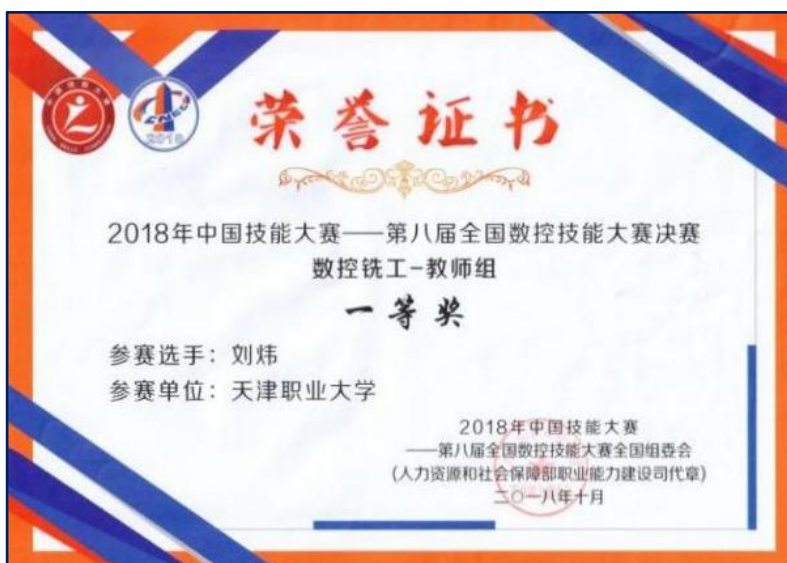 2018
荣誉证书
2018年中国技能大赛——第八届全国数控技能大赛决赛
数控铣工-教师组
一等奖
参赛选手：刘炜
参赛单位：天津职业大学
2018年中国技能大赛
——第八届全国数控技能大赛全国组委会
(人力资源和社会保障部职业能力建设司代章)
二〇一八年十月